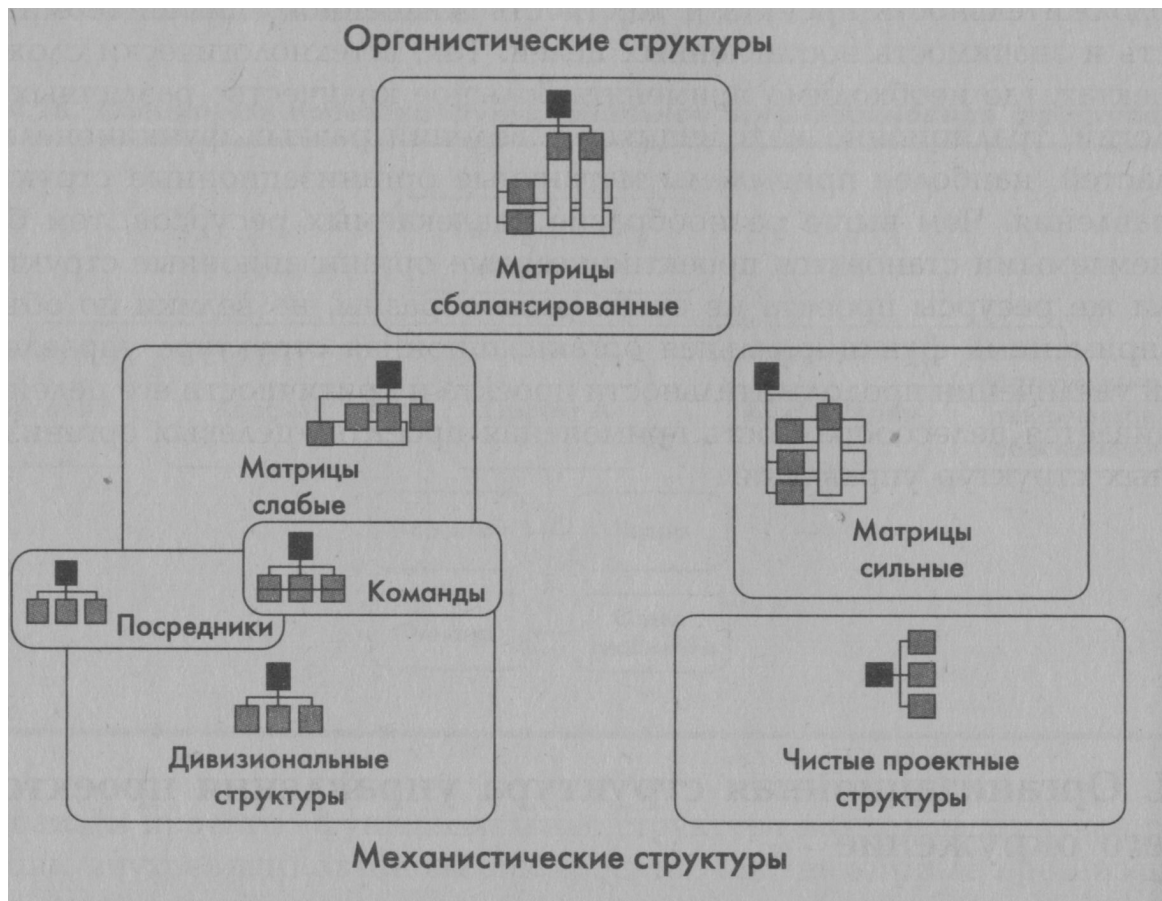 Органистические структуры
Матрицы
сбалансированные
Матрицы
слабые
Матрицы
сильные
Команды
Посредники
Дивизиональные
структуры
Чистые проектные
структуры
Механистические структуры